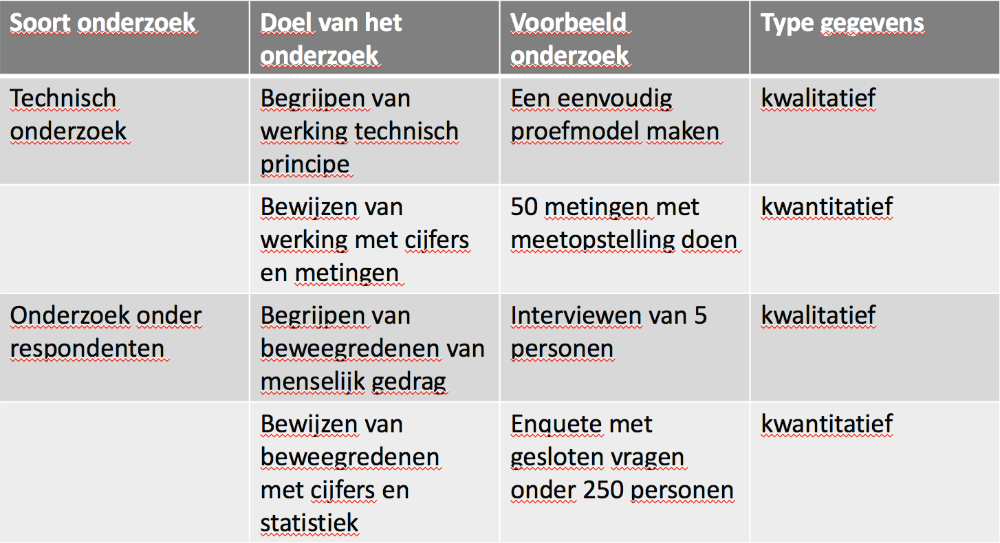 Soort onderzoek
Doel van het
onderzoek
Voorbeeld
onderzoek
Type gegevens
Technisch
onderzoek
Begrijpen van
werking technisch
principe
Een eenvoudig
proefmodel maken
kwalitatief
Bewijzen van
werking met cijfers
en metingen
50 metingen met
meetopstelling doen
kwantitatief
Onderzoek onder
respondenten
Begrijpen van
beweegredenen van
menselijk gedrag
Interviewen van 5
personen
kwalitatief
Bewijzen van
beweegredenen
met cijfers en
statistiek
Enquete met
gesloten vragen
onder 250 personen
kwantitatief